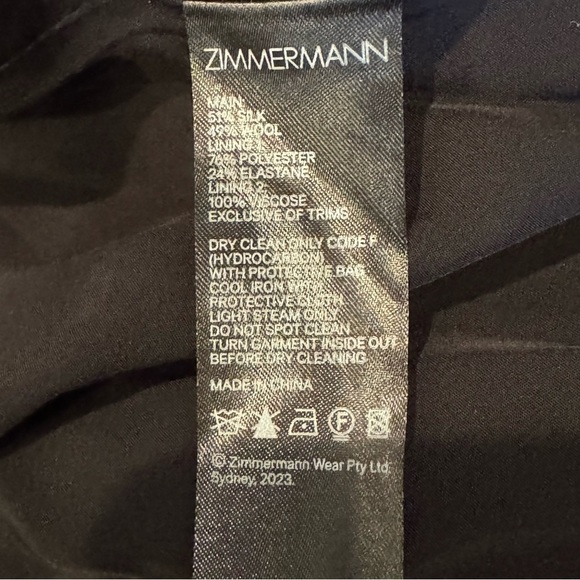 ZIMMERMANN
MAIN
51% SILK
49% WOOL
LINING 1
76% POLYESTER
24% ELASTANE
LINING 2
100% VISCOSE
EXCLUSIVE OF TRIMS
DRY CLEAN ONLY CODE F
(HYDROCARBON)
WITH PROTECTIVE BAG
COOL IRON WITH
PROTECTIVE CLOTH
LIGHT STEAM ONLY
DO NOT SPOT CLEAN
TURN GARMENT INSIDE OUT
BEFORE DRY CLEANING
MADE IN CHINA
F
© Zimmermann Wear Pty Ltd.
Sydney, 2023.